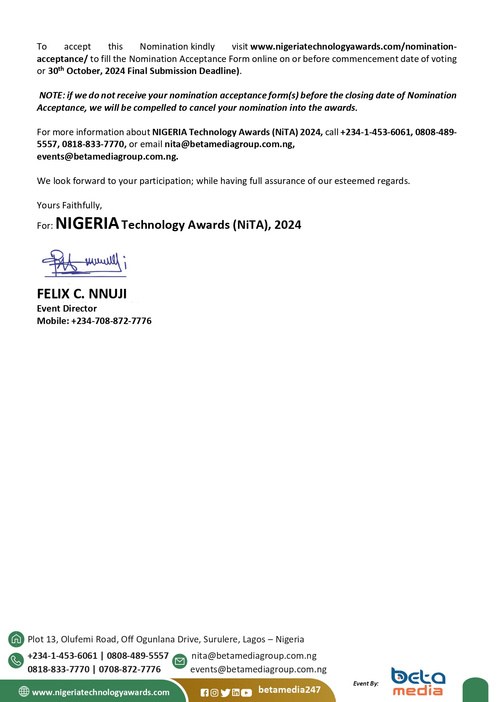 To accept this Nomination kindly visit www.nigeriatechnologyawards.com/nomination-
acceptance/ to fill the Nomination Acceptance Form online on or before commencement date of voting
or 30th October, 2024 Final Submission Deadline).
NOTE: if we do not receive your nomination acceptance form(s) before the closing date of Nomination
Acceptance, we will be compelled to cancel your nomination into the awards.
For more information about NIGERIA Technology Awards (NiTA) 2024, call +234-1-453-6061, 0808-489-
5557, 0818-833-7770, or email nita@betamediagroup.com.ng,
events@betamediagroup.com.ng.
We look forward to your participation; while having full assurance of our esteemed regards.
Yours Faithfully,
For: NIGERIA Technology Awards (NiTA), 2024
FELIX C. NNUJI
Event Director
Mobile: +234-708-872-7776
Plot 13, Olufemi Road, Off Ogunlana Drive, Surulere, Lagos – Nigeria
+234-1-453-6061 | 0808-489-5557 nita@betamediagroup.com.ng
0818-833-7770 | 0708-872-7776 events@betamediagroup.com.ng
www.nigeriatechnologyawards.com betamedia247
Event By: beta
media